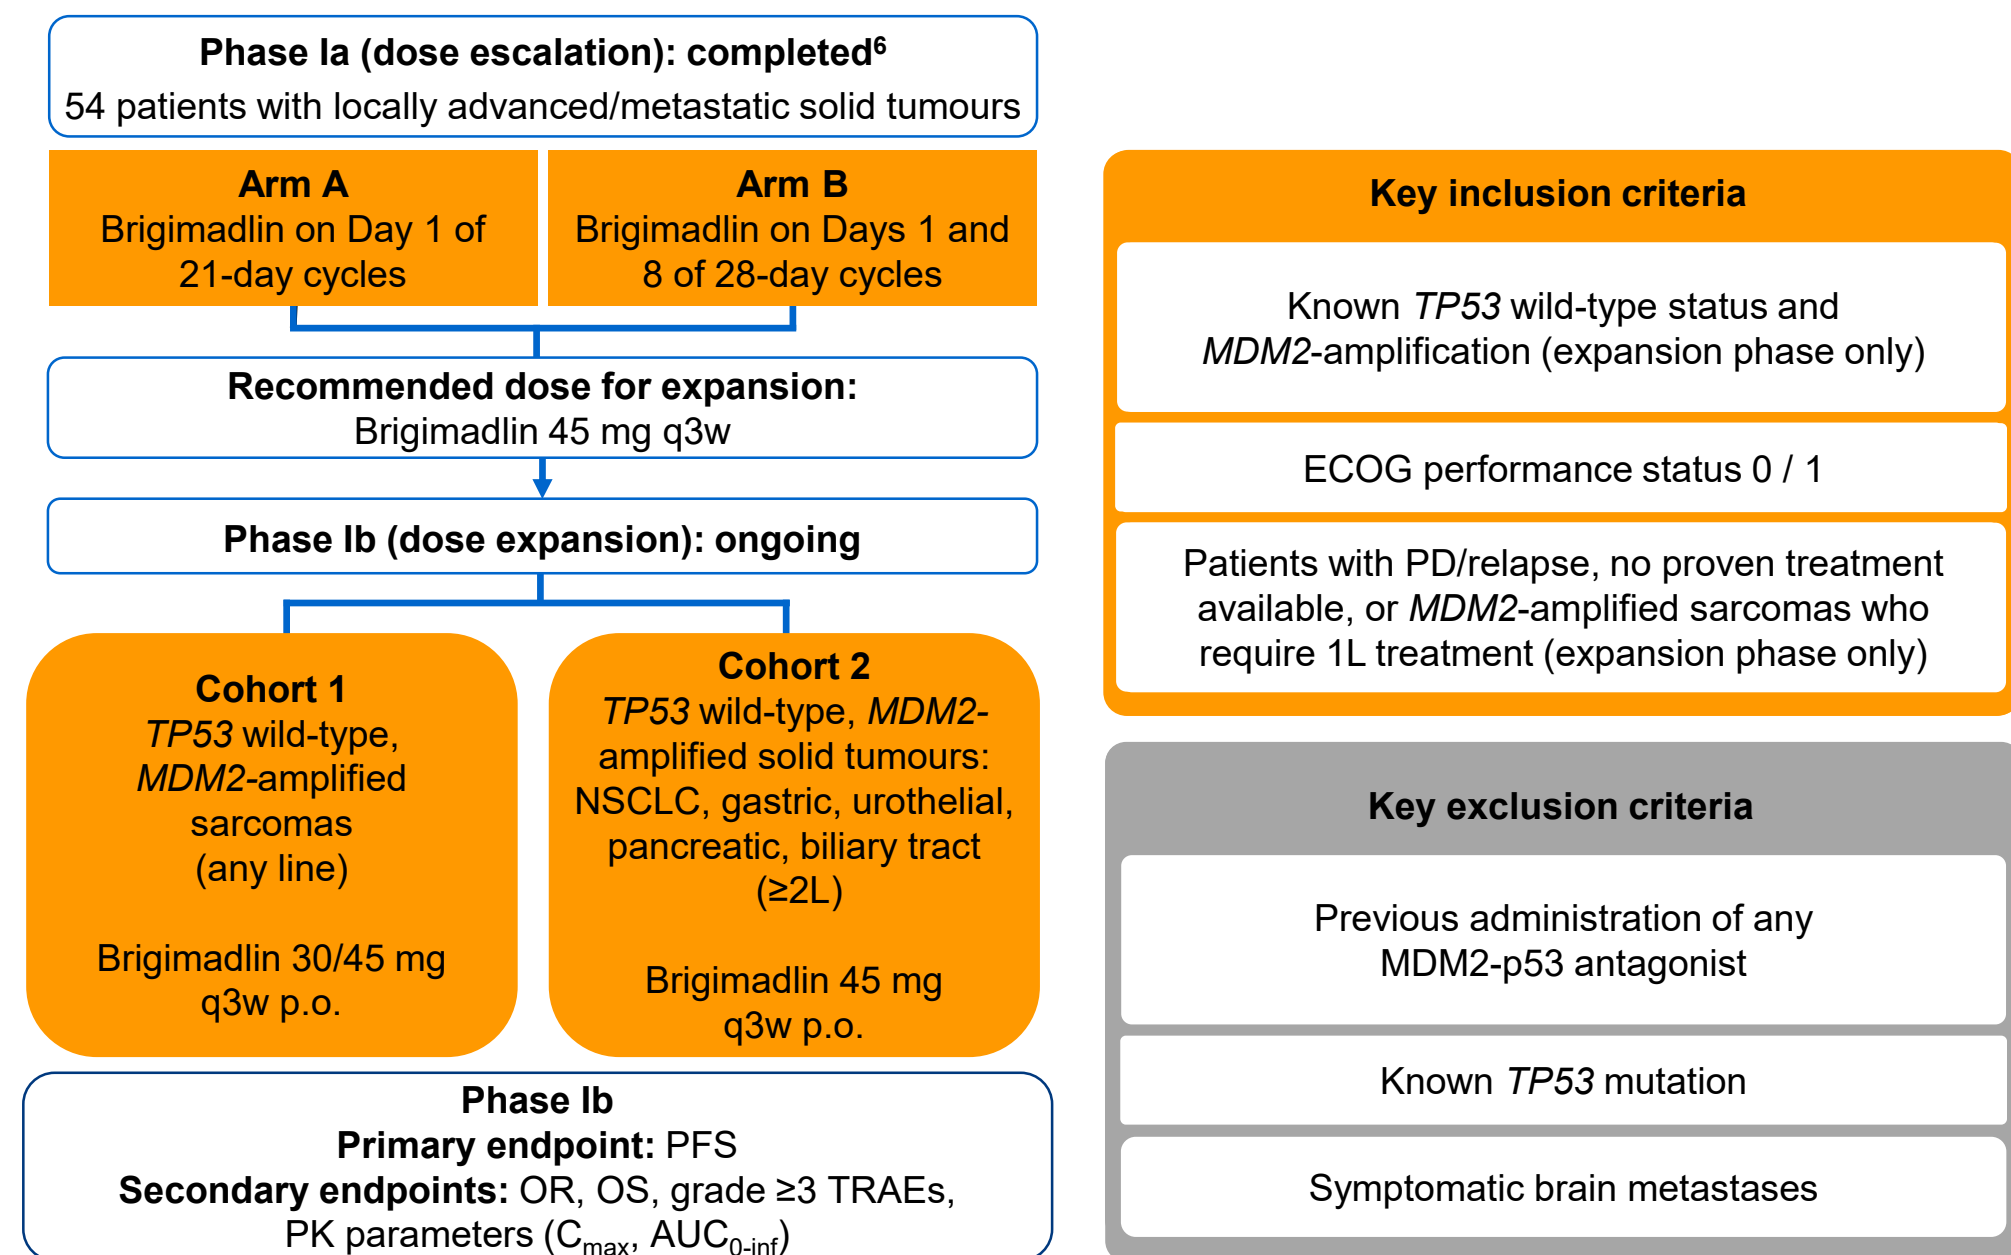 Phase Ia (dose escalation): completed⁶
54 patients with locally advanced/metastatic solid tumours
Arm A
Brigimadlin on Day 1 of
21-day cycles
Arm B
Brigimadlin on Days 1 and
8 of 28-day cycles
Recommended dose for expansion:
Brigimadlin 45 mg q3w
Phase Ib (dose expansion): ongoing
Cohort 1
TP53 wild-type,
MDM2-amplified
sarcomas
(any line)
Brigimadlin 30/45 mg
q3w p.o.
Cohort 2
TP53 wild-type, MDM2-
amplified solid tumours:
NSCLC, gastric, urothelial,
pancreatic, biliary tract
(≥2L)
Brigimadlin 45 mg
q3w p.o.
Phase Ib
Primary endpoint: PFS
Secondary endpoints: OR, OS, grade ≥3 TRAEs,
PK parameters (Cmax, AUC0-inf)
Key inclusion criteria
Known TP53 wild-type status and
MDM2-amplification (expansion phase only)
ECOG performance status 0 / 1
Patients with PD/relapse, no proven treatment
available, or MDM2-amplified sarcomas who
require 1L treatment (expansion phase only)
Key exclusion criteria
Previous administration of any
MDM2-p53 antagonist
Known TP53 mutation
Symptomatic brain metastases